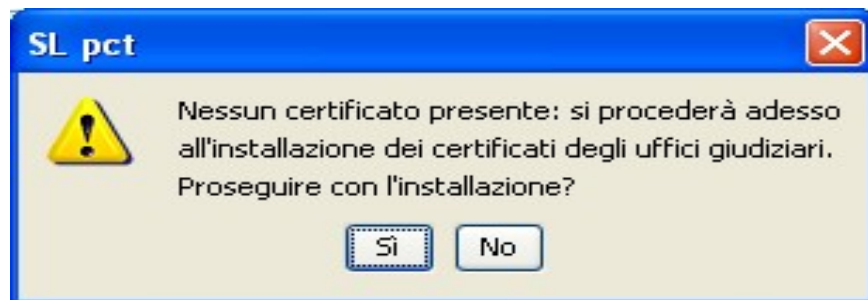 SL pct
Nessun certificato presente: si procederà adesso
all'installazione dei certificati degli uffici giudiziari.
Proseguire con l'installazione?
Sì
No